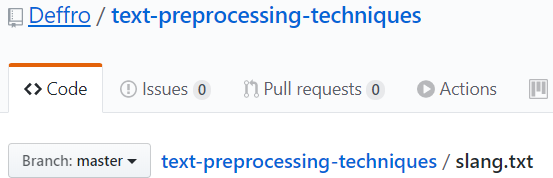 Deffro / text-preprocessing-techniques
Code Issues 0 Pull requests 0 Actions
Branch: master text-preprocessing-techniques / slang.txt